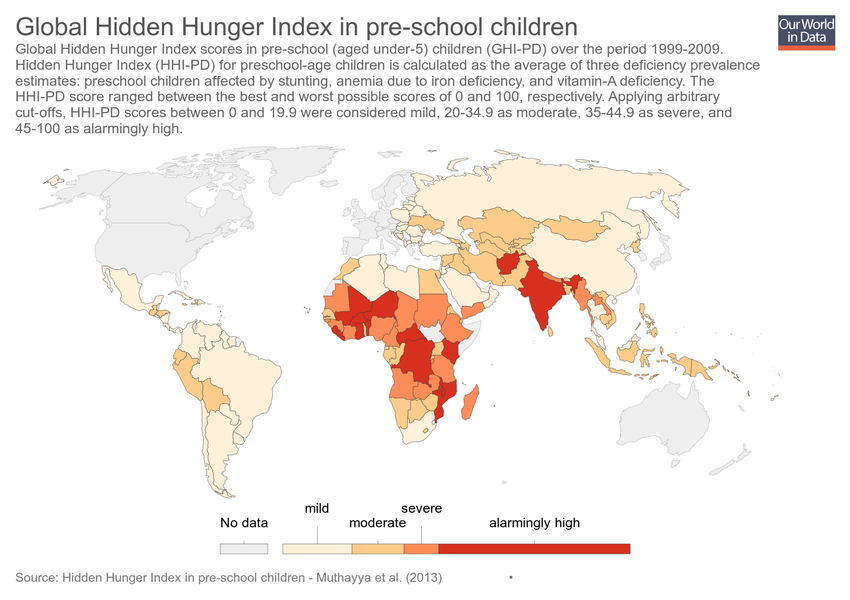 Global Hidden Hunger Index in pre-school children
Our World
in Data
Global Hidden Hunger Index scores in pre-school (aged under-5) children (GHI-PD) over the period 1999-2009.
Hidden Hunger Index (HHI-PD) for preschool-age children is calculated as the average of three deficiency prevalence
estimates: preschool children affected by stunting, anemia due to iron deficiency, and vitamin-A deficiency. The
HHI-PD score ranged between the best and worst possible scores of 0 and 100, respectively. Applying arbitrary
cut-offs, HHI-PD scores between 0 and 19.9 were considered mild, 20-34.9 as moderate, 35-44.9 as severe, and
45-100 as alarmingly high.
mild
severe
No data
moderate
alarmingly high
Source: Hidden Hunger Index in pre-school children - Muthayya et al. (2013) •